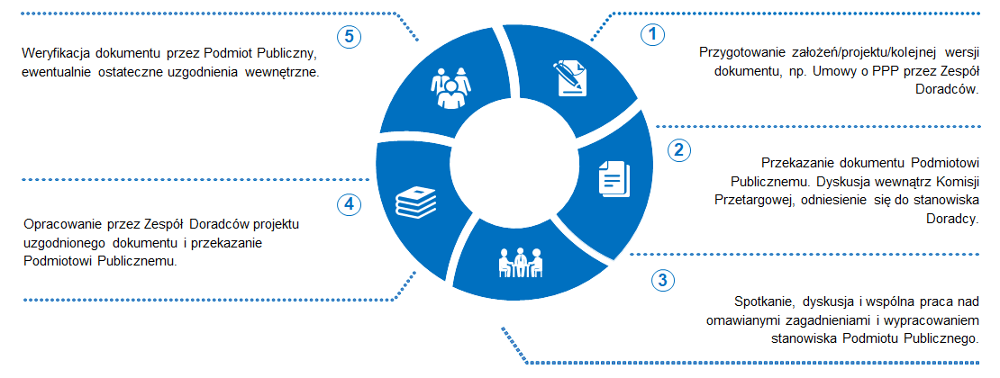 1
Przygotowanie założeń/projektu/kolejnej wersji
dokumentu, np. Umowy o PPP przez Zespół
Doradców.
2
Przekazanie dokumentu Podmiotowi
Publicznemu. Dyskusja wewnątrz Komisji
Przetargowej, odniesienie się do stanowiska
Doradcy.
3
Spotkanie, dyskusja i wspólna praca nad
omawianymi zagadnieniami i wypracowaniem
stanowiska Podmiotu Publicznego.
4
Opracowanie przez Zespół Doradców projektu
uzgodnionego dokumentu i przekazanie
Podmiotowi Publicznemu.
5
Weryfikacja dokumentu przez Podmiot Publiczny,
ewentualnie ostateczne uzgodnienia wewnętrzne.